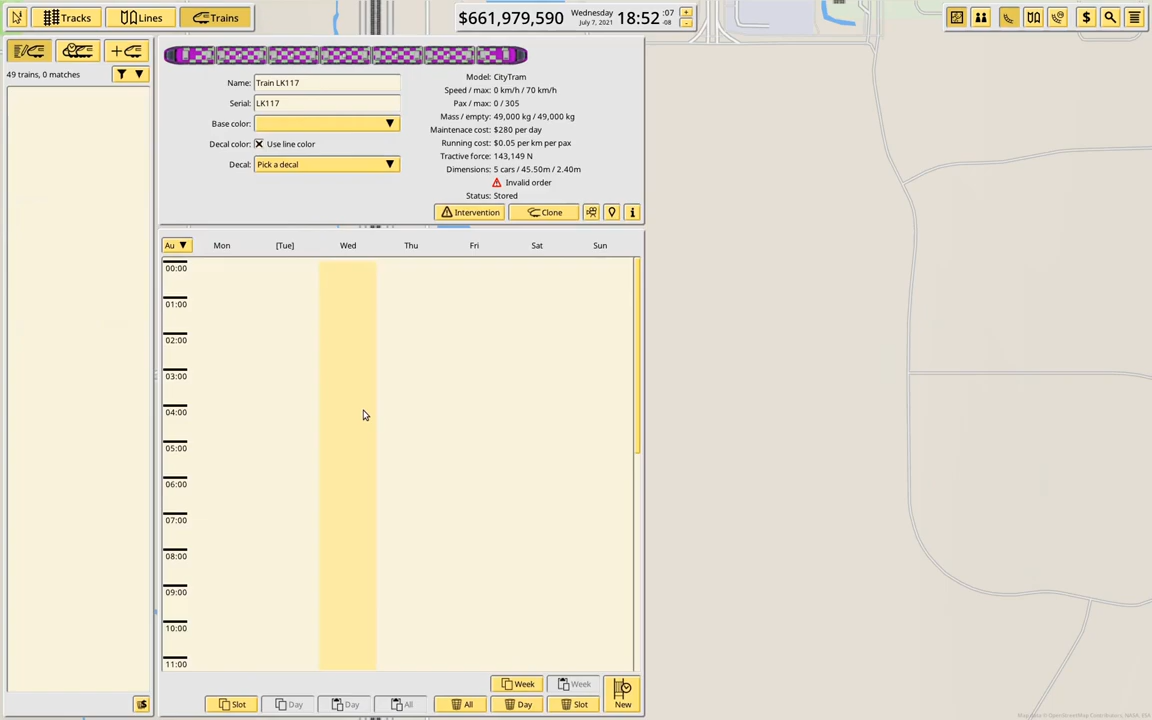 Tracks Lines Trains
$661,979,590 Wednesday July 7, 2021 18:52 :07 -08 + -
49 trains, 0 matches
Name: Train LK117
Serial: LK117
Base color:
Decal color: Use line color
Decal: Pick a decal
Model: CityTram
Speed / max: 0 km/h / 70 km/h
Pax / max: 0 / 305
Mass / empty: 49,000 kg / 49,000 kg
Maintenace cost: $280 per day
Running cost: $0.05 per km per pax
Tractive force: 143,149 N
Dimensions: 5 cars / 45.50m / 2.40m
Invalid order
Status: Stored
Intervention Clone
Au Mon [Tue] Wed Thu Fri Sat Sun
00:00
01:00
02:00
03:00
04:00
05:00
06:00
07:00
08:00
09:00
10:00
11:00
Week Week
Slot Day Day All All Day Slot New